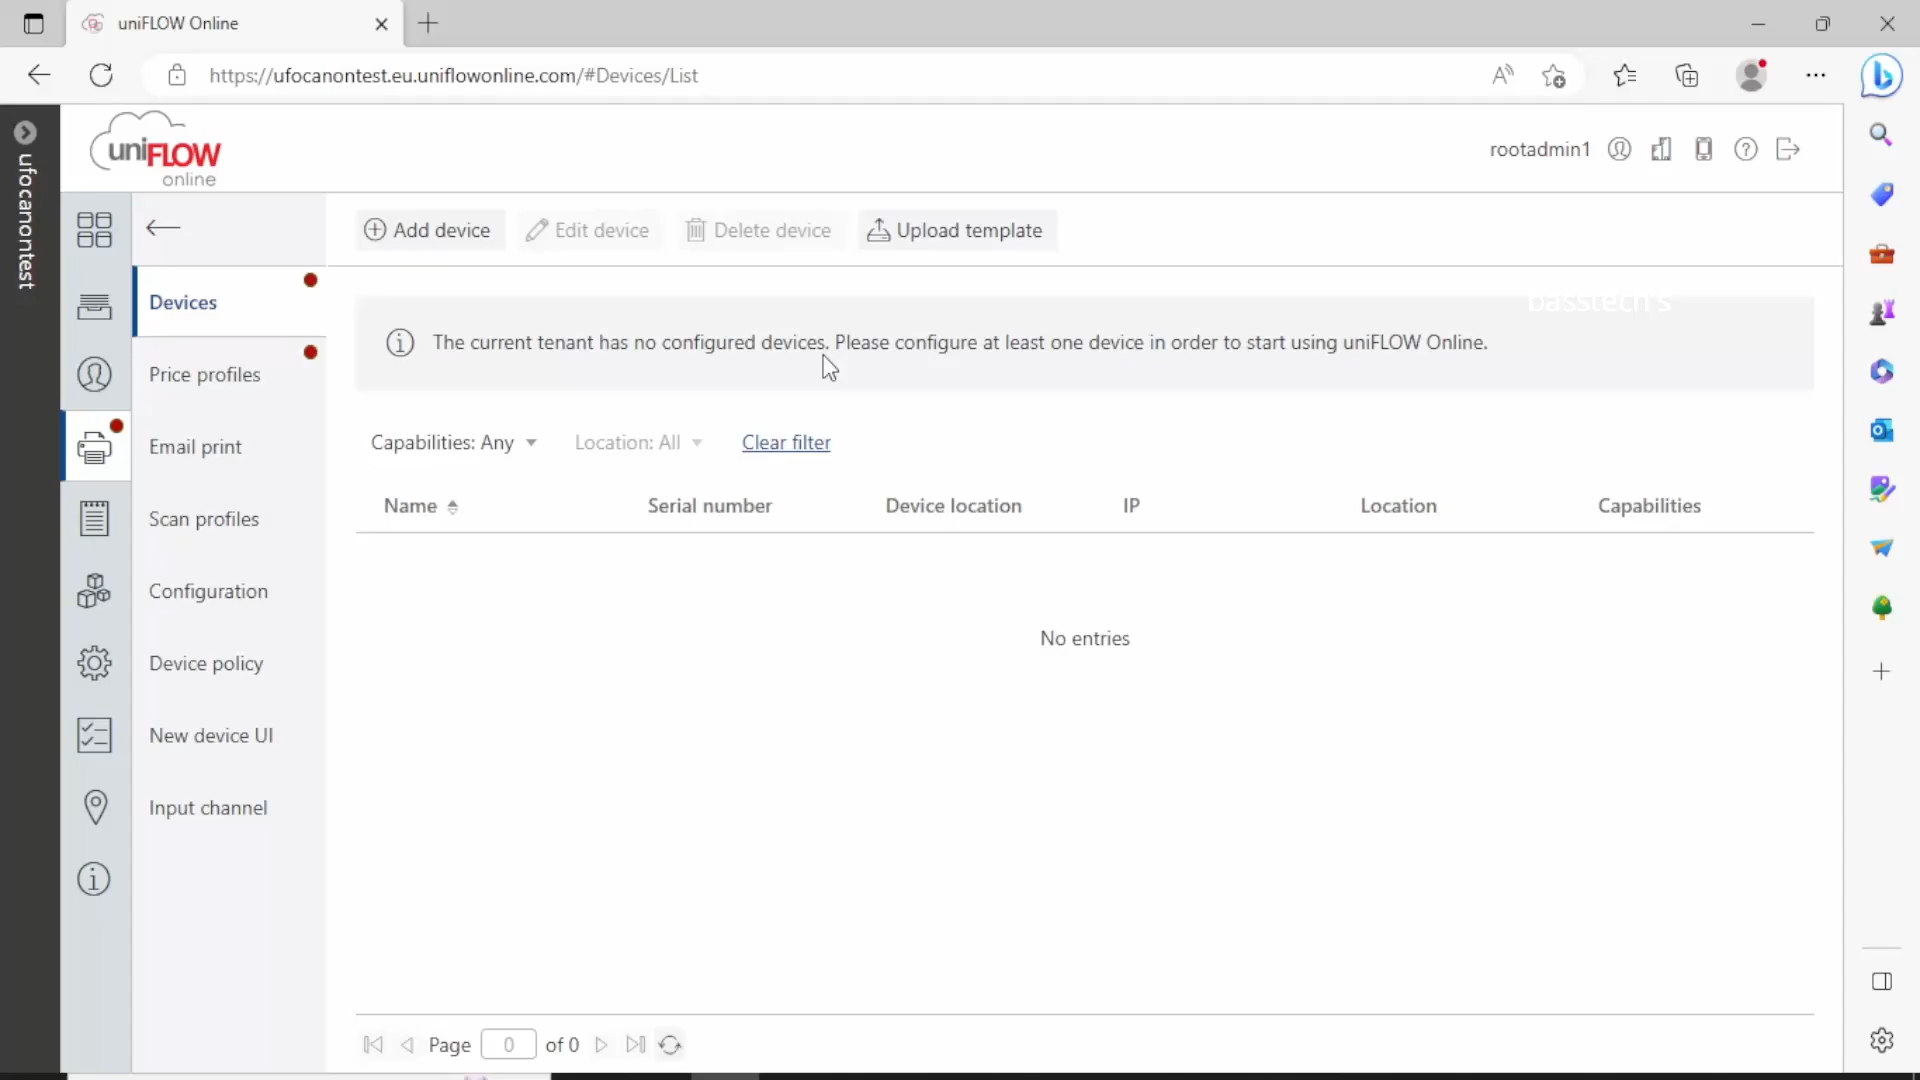 uniFLOW Online
https://ufocanontest.eu.uniflowonline.com/#Devices/List
ufocanontest
uniFLOW
online
rootadmin1
Add device
Edit device
Delete device
Upload template
Devices
Price profiles
Email print
Scan profiles
Configuration
Device policy
New device UI
Input channel
basstech's
The current tenant has no configured devices. Please configure at least one device in order to start using uniFLOW Online.
Capabilities: Any
Location: All
Clear filter
Name
Serial number
Device location
IP
Location
Capabilities
No entries
Page 0 of 0